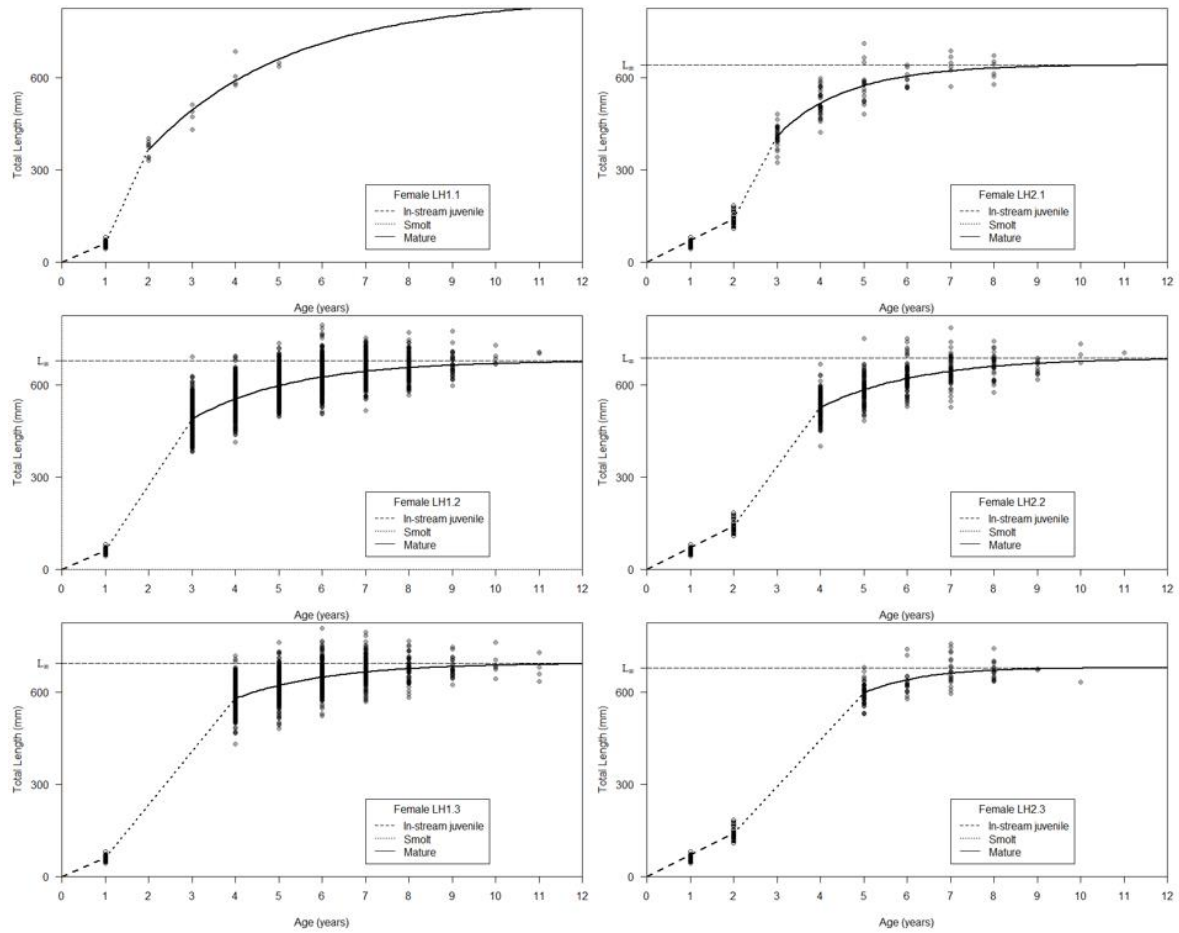 Total Length (mm)
600
300
0
Female LH1.1
In-stream juvenile
Smolt
Mature
0 1 2 3 4 5 6 7 8 9 10 11 12
Age (years)
Total Length (mm)
L∞
600
300
0
Female LH2.1
In-stream juvenile
Smolt
Mature
0 1 2 3 4 5 6 7 8 9 10 11 12
Age (years)
Total Length (mm)
L∞
600
300
0
Female LH1.2
In-stream juvenile
Smolt
Mature
0 1 2 3 4 5 6 7 8 9 10 11 12
Age (years)
Total Length (mm)
L∞
600
300
0
Female LH2.2
In-stream juvenile
Smolt
Mature
0 1 2 3 4 5 6 7 8 9 10 11 12
Age (years)
Total Length (mm)
L∞
600
300
0
Female LH1.3
In-stream juvenile
Smolt
Mature
0 1 2 3 4 5 6 7 8 9 10 11 12
Age (years)
Total Length (mm)
L∞
600
300
0
Female LH2.3
In-stream juvenile
Smolt
Mature
0 1 2 3 4 5 6 7 8 9 10 11 12
Age (years)